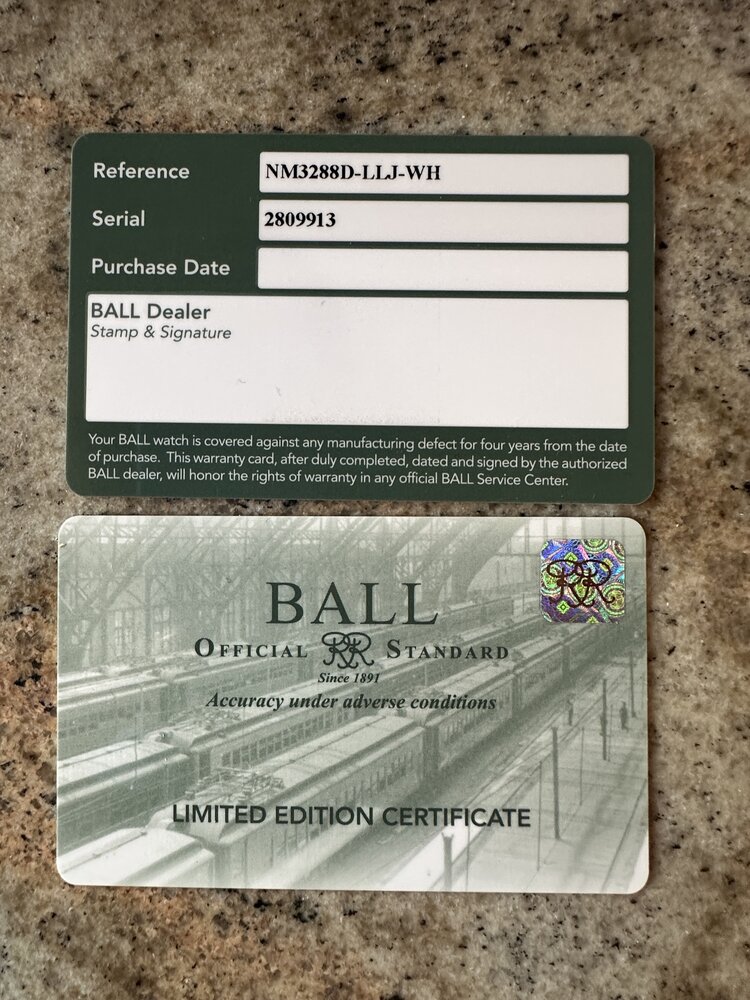 Reference NM3288D-LLJ-WH
Serial 2809913
Purchase Date
BALL Dealer
Stamp & Signature
Your BALL watch is covered against any manufacturing defect for four years from the date
of purchase. This warranty card, after duly completed, dated and signed by the authorized
BALL dealer, will honor the rights of warranty in any official BALL Service Center.
RR
BALL
OFFICIAL RR STANDARD
Since 1891
Accuracy under adverse conditions
LIMITED EDITION CERTIFICATE